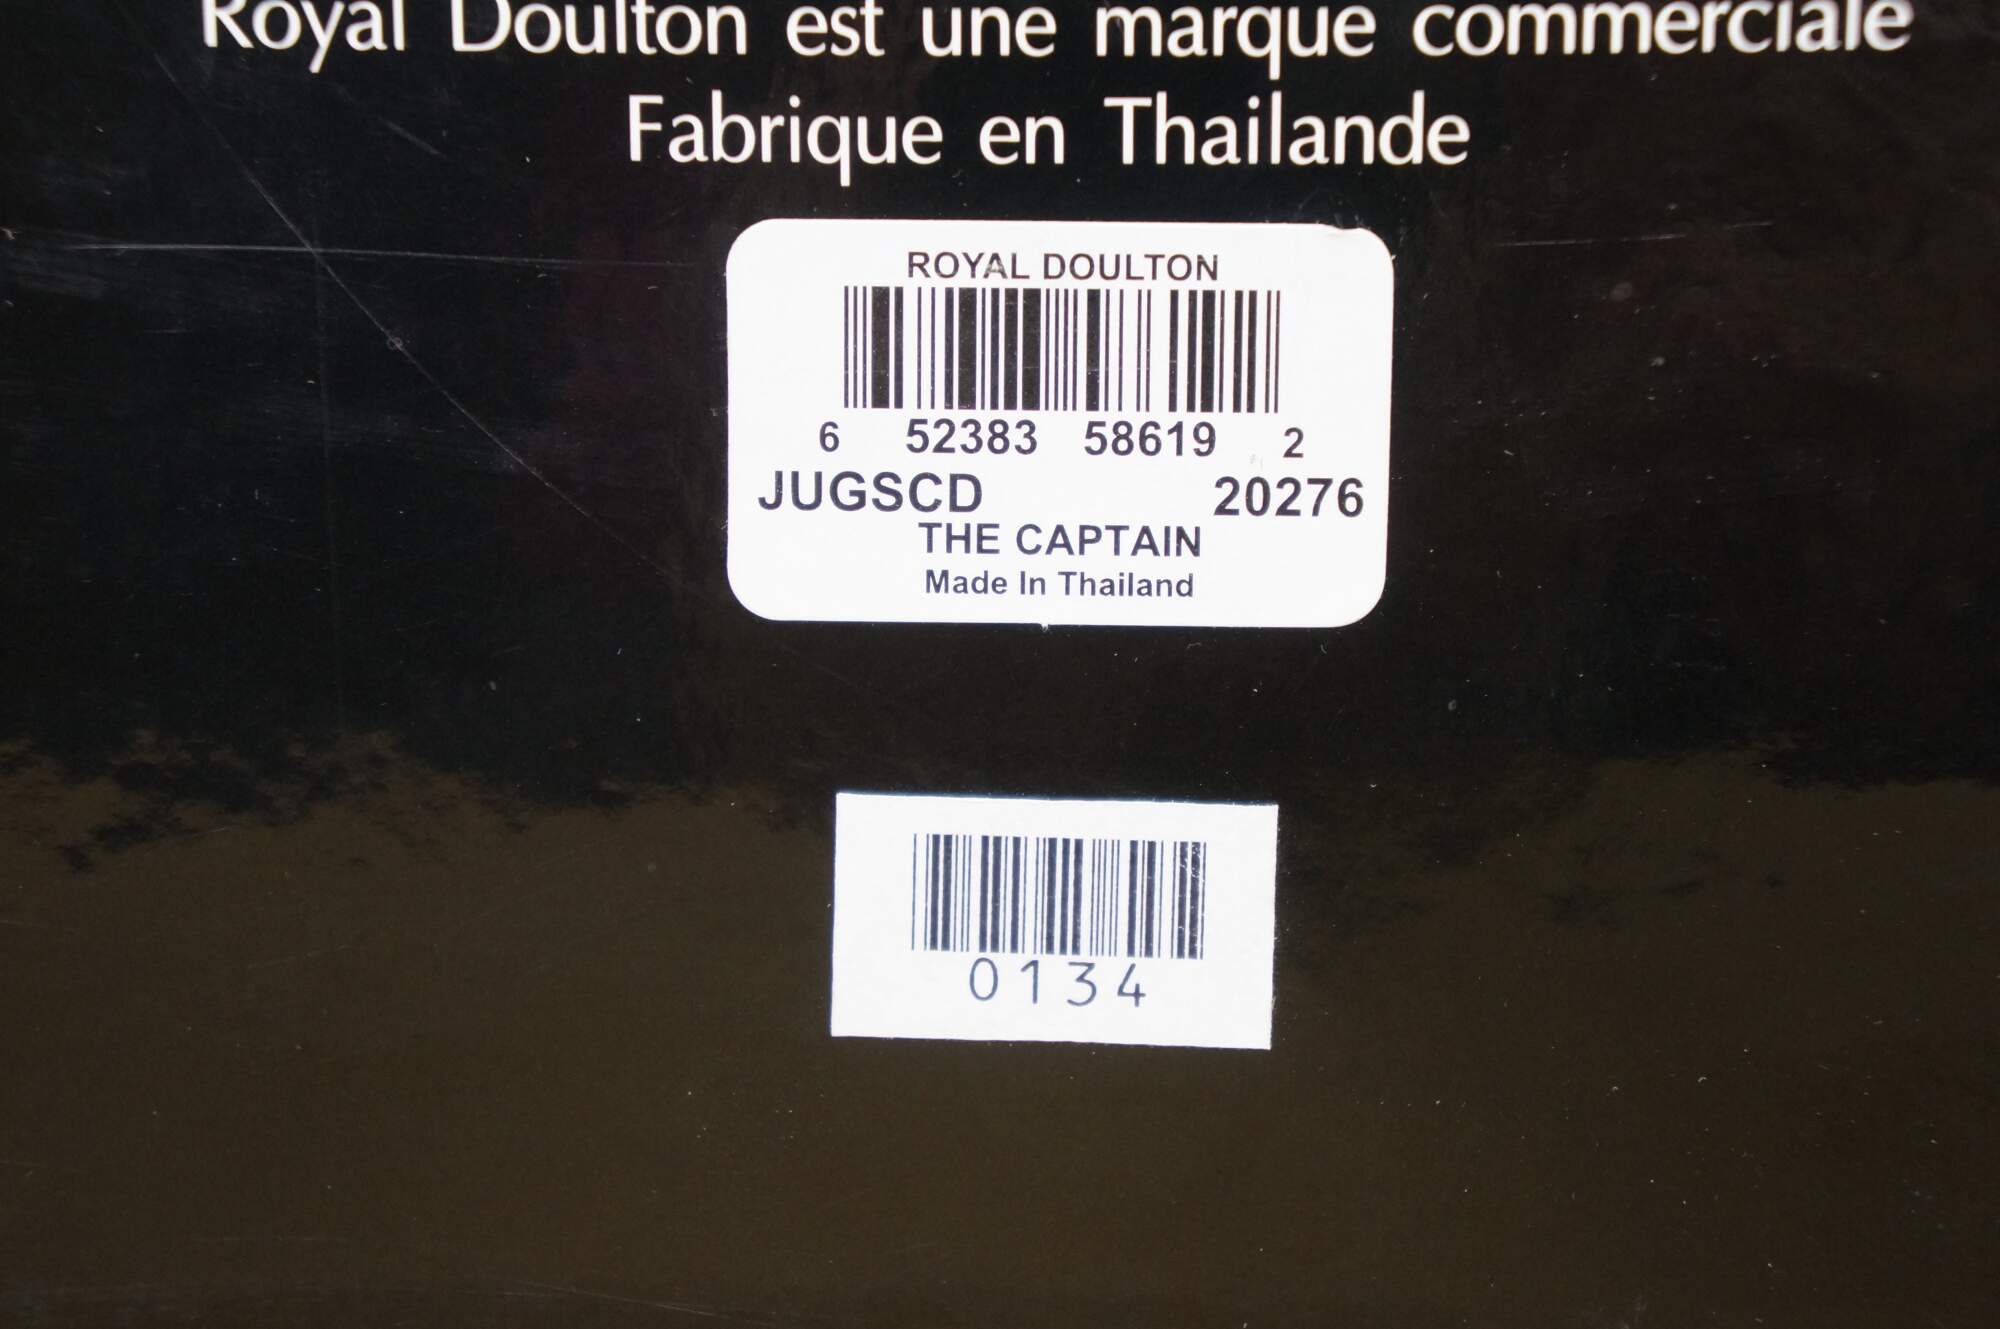 Royal Doulton est une marque commerciale
Fabrique en Thailande
ROYAL DOULTON
6 52383 58619 2
JUGSCD 20276
THE CAPTAIN
Made In Thailand
0134